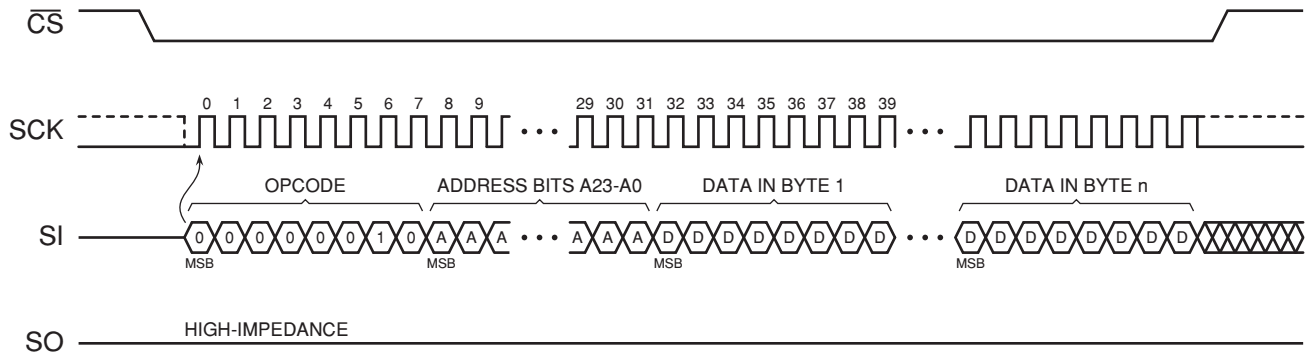 CS
SCK
0 1 2 3 4 5 6 7 8 9 29 30 31 32 33 34 35 36 37 38 39
OPCODE ADDRESS BITS A23-A0 DATA IN BYTE 1 DATA IN BYTE n
SI
0 0 0 0 0 0 1 0 A A A A A A D D D D D D D D D D D D D D D D
MSB MSB MSB MSB
HIGH-IMPEDANCE
SO